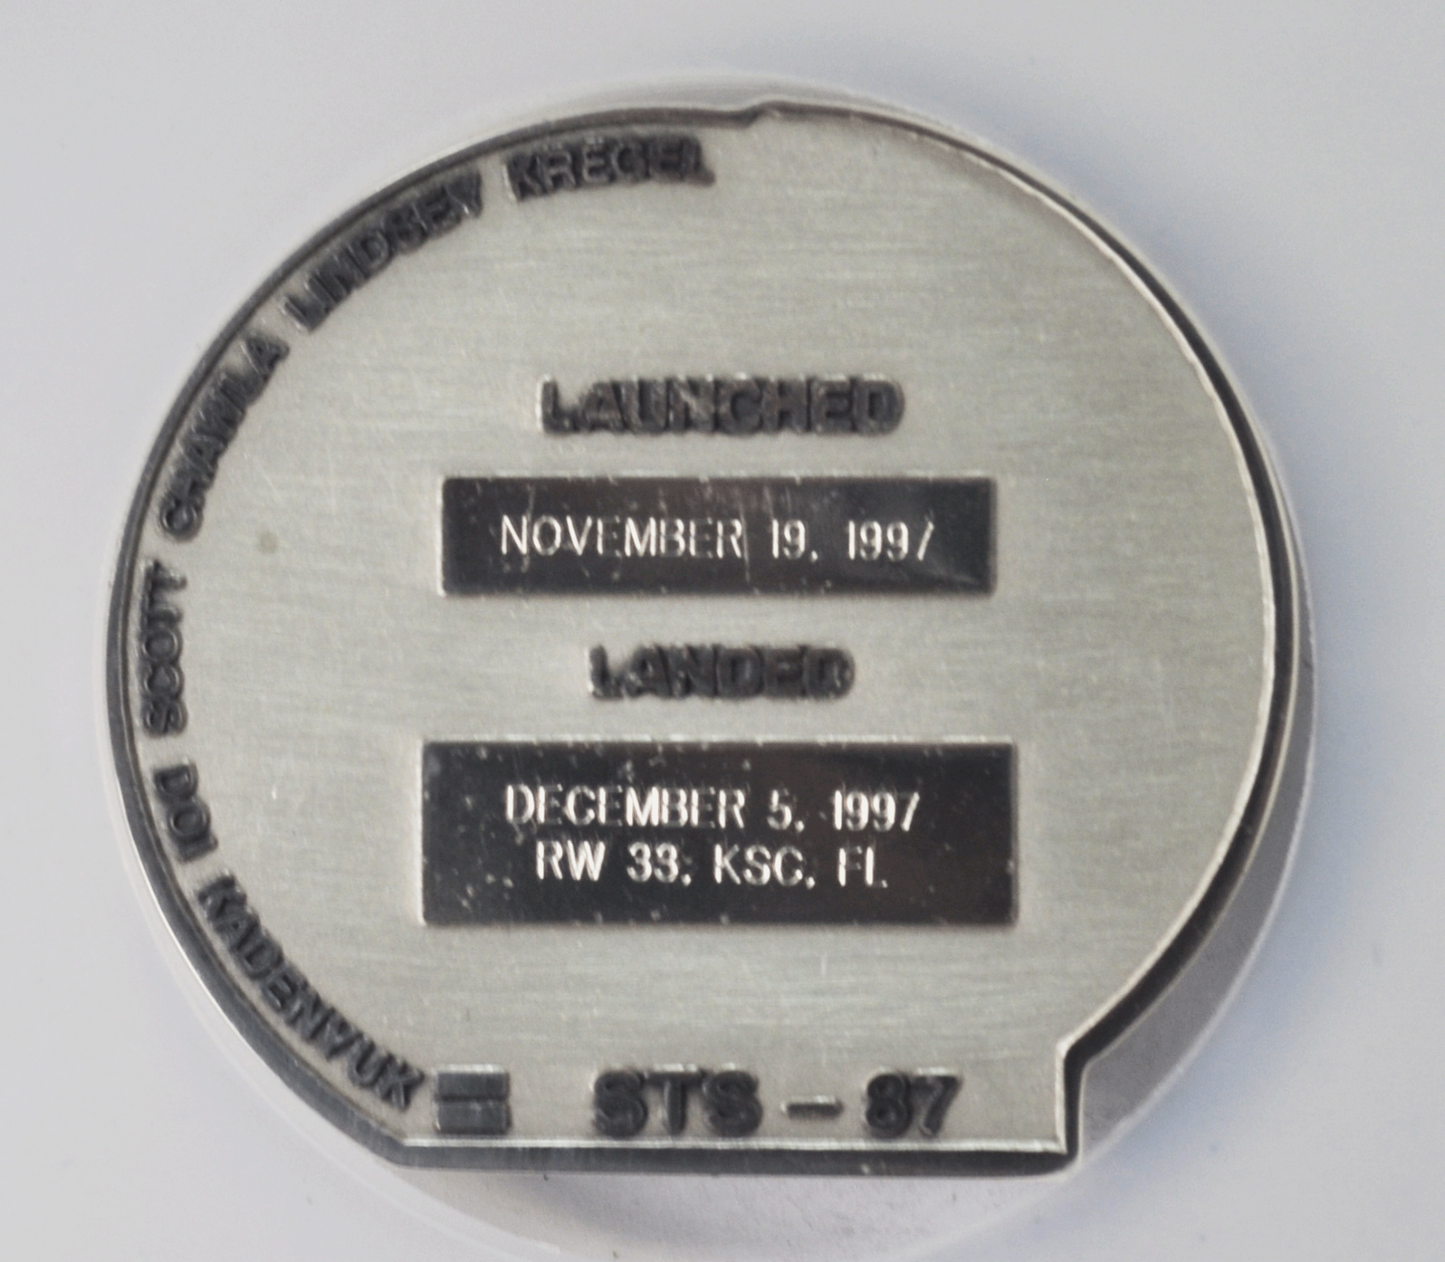 KREGEL LINDSEY CHAWLA SCOTT DOI KADENYUK
LAUNCHED
NOVEMBER 19, 1997
LANDED
DECEMBER 5, 1997
RW 33; KSC, FL
STS - 87